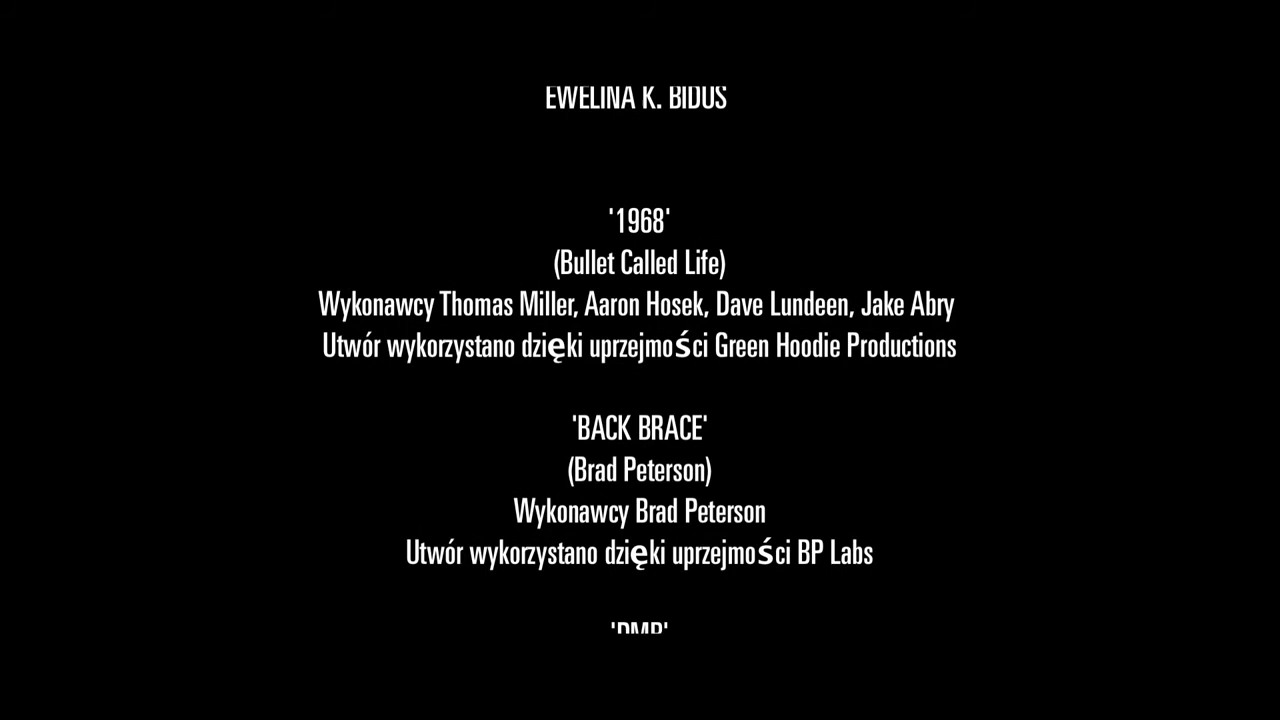 EWELINA K. BIDUS
'1968'
(Bullet Called Life)
Wykonawcy Thomas Miller, Aaron Hosek, Dave Lundeen, Jake Abry
Utwór wykorzystano dzięki uprzejmości Green Hoodie Productions
'BACK BRACE'
(Brad Peterson)
Wykonawcy Brad Peterson
Utwór wykorzystano dzięki uprzejmości BP Labs